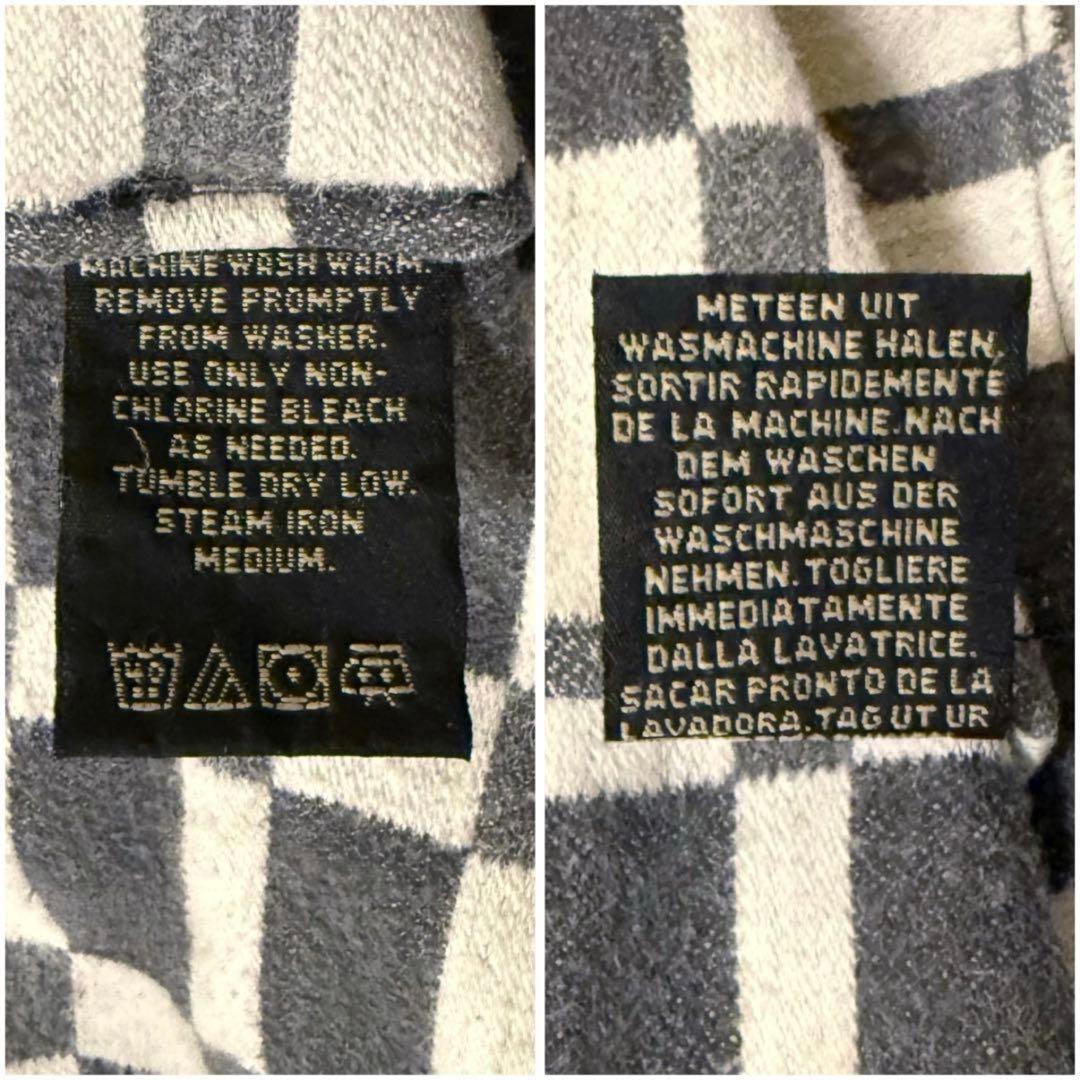 MACHINE WASH WARM.
REMOVE PROMPTLY
FROM WASHER.
USE ONLY NON-
CHLORINE BLEACH
AS NEEDED.
TUMBLE DRY LOW.
STEAM IRON
MEDIUM.
METEEN UIT
WASMACHINE HALEN.
SORTIR RAPIDEMENTE
DE LA MACHINE.NACH
DEM WASCHEN
SOFORT AUS DER
WASCHMASCHINE
NEHMEN.TOGLIERE
IMMEDIATAMENTE
DALLA LAVATRICE.
SACAR PRONTO DE LA
LAVADORA.TAG UT UR